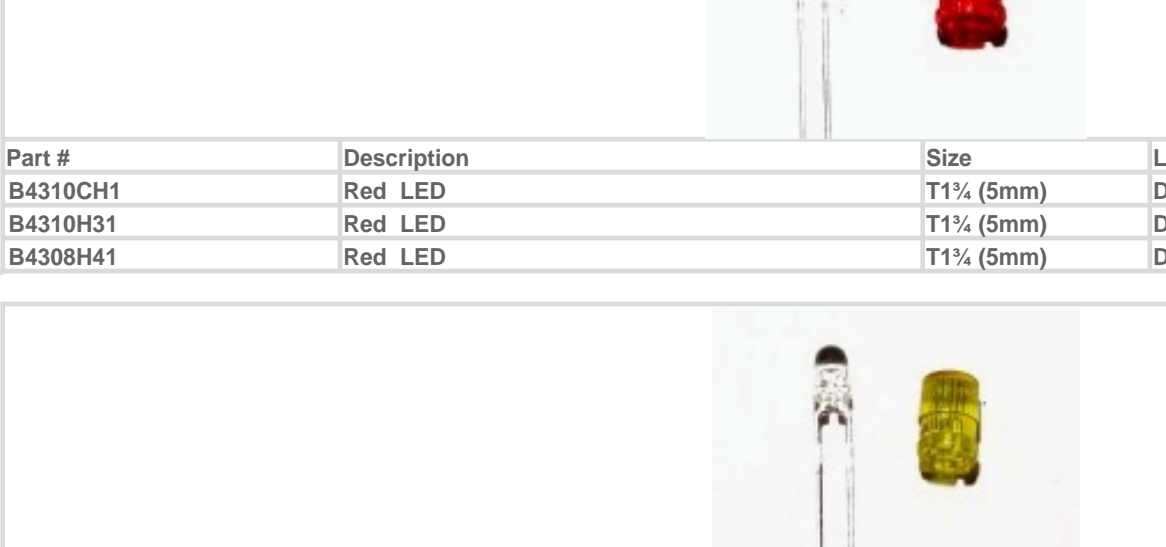 Part # Description Size L
B4310CH1 Red LED T1¾ (5mm) D
B4310H31 Red LED T1¾ (5mm) D
B4308H41 Red LED T1¾ (5mm) D